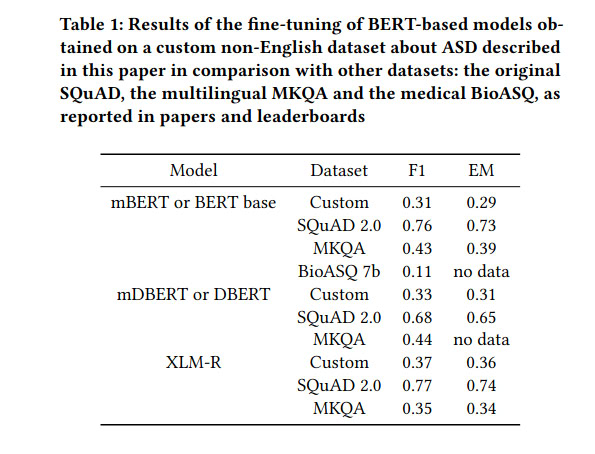 Table 1: Results of the fine-tuning of BERT-based models ob-
tained on a custom non-English dataset about ASD described
in this paper in comparison with other datasets: the original
SQuAD, the multilingual MKQA and the medical BioASQ, as
reported in papers and leaderboards
Model Dataset F1 EM
mBERT or BERT base Custom 0.31 0.29
SQuAD 2.0 0.76 0.73
MKQA 0.43 0.39
BioASQ 7b 0.11 no data
mDBERT or DBERT Custom 0.33 0.31
SQuAD 2.0 0.68 0.65
MKQA 0.44 no data
XLM-R Custom 0.37 0.36
SQuAD 2.0 0.77 0.74
MKQA 0.35 0.34